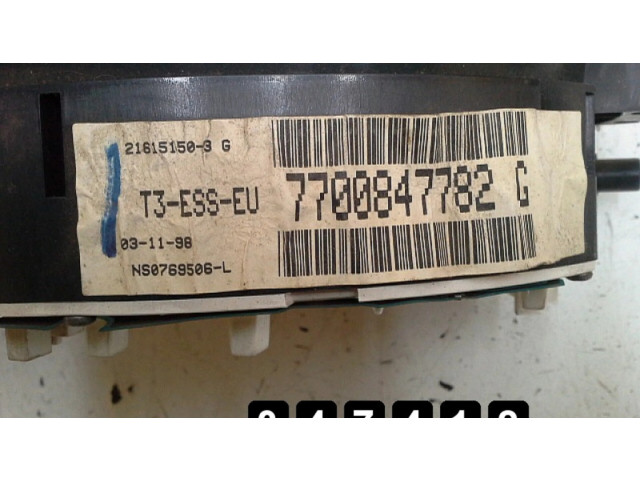 21615150-3 G
T3-ESS-EU
7700847782 G
03-11-98
NS0769506-L